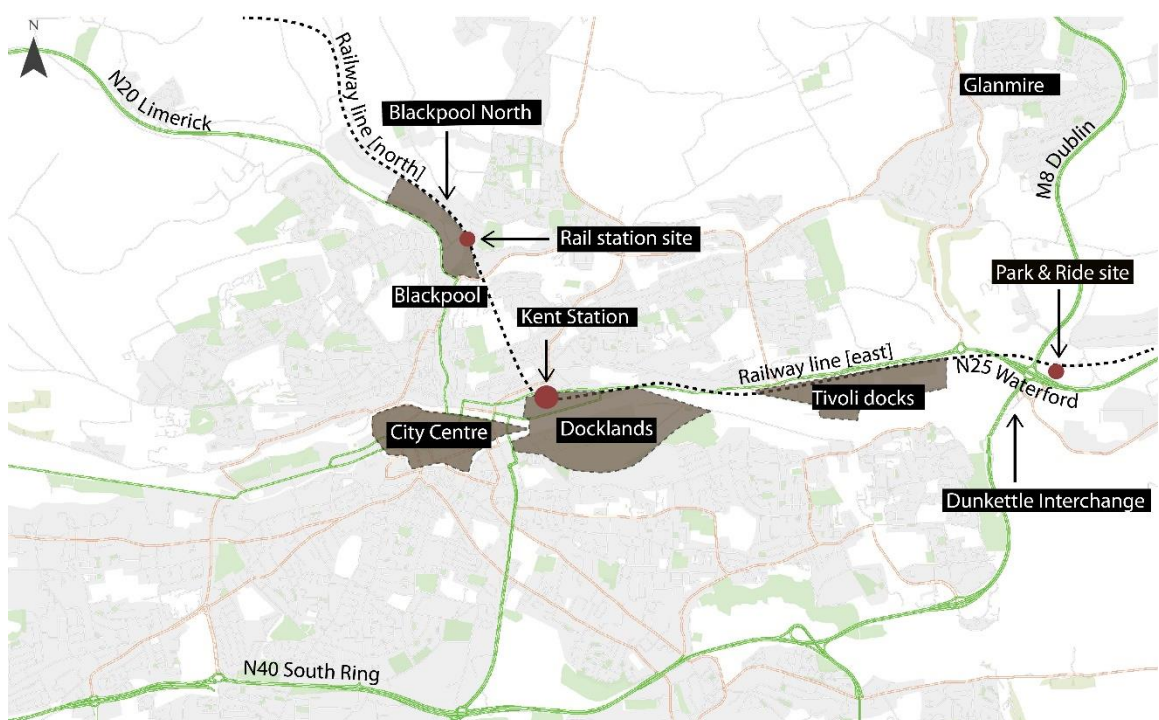 N
N20 Limerick
Railway line [north]
Blackpool North
Glanmire
M8 Dublin
Rail station site
Park & Ride site
Blackpool
Kent Station
Railway line [east]
N25 Waterford
Tivoli docks
City Centre
Docklands
Dunkettle Interchange
N40 South Ring